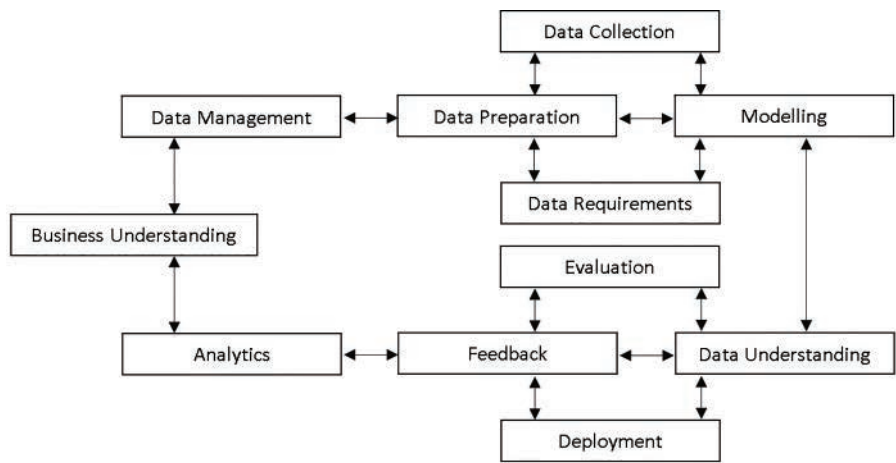 Data Collection
Data Management
Data Preparation
Modelling
Data Requirements
Business Understanding
Evaluation
Analytics
Feedback
Data Understanding
Deployment